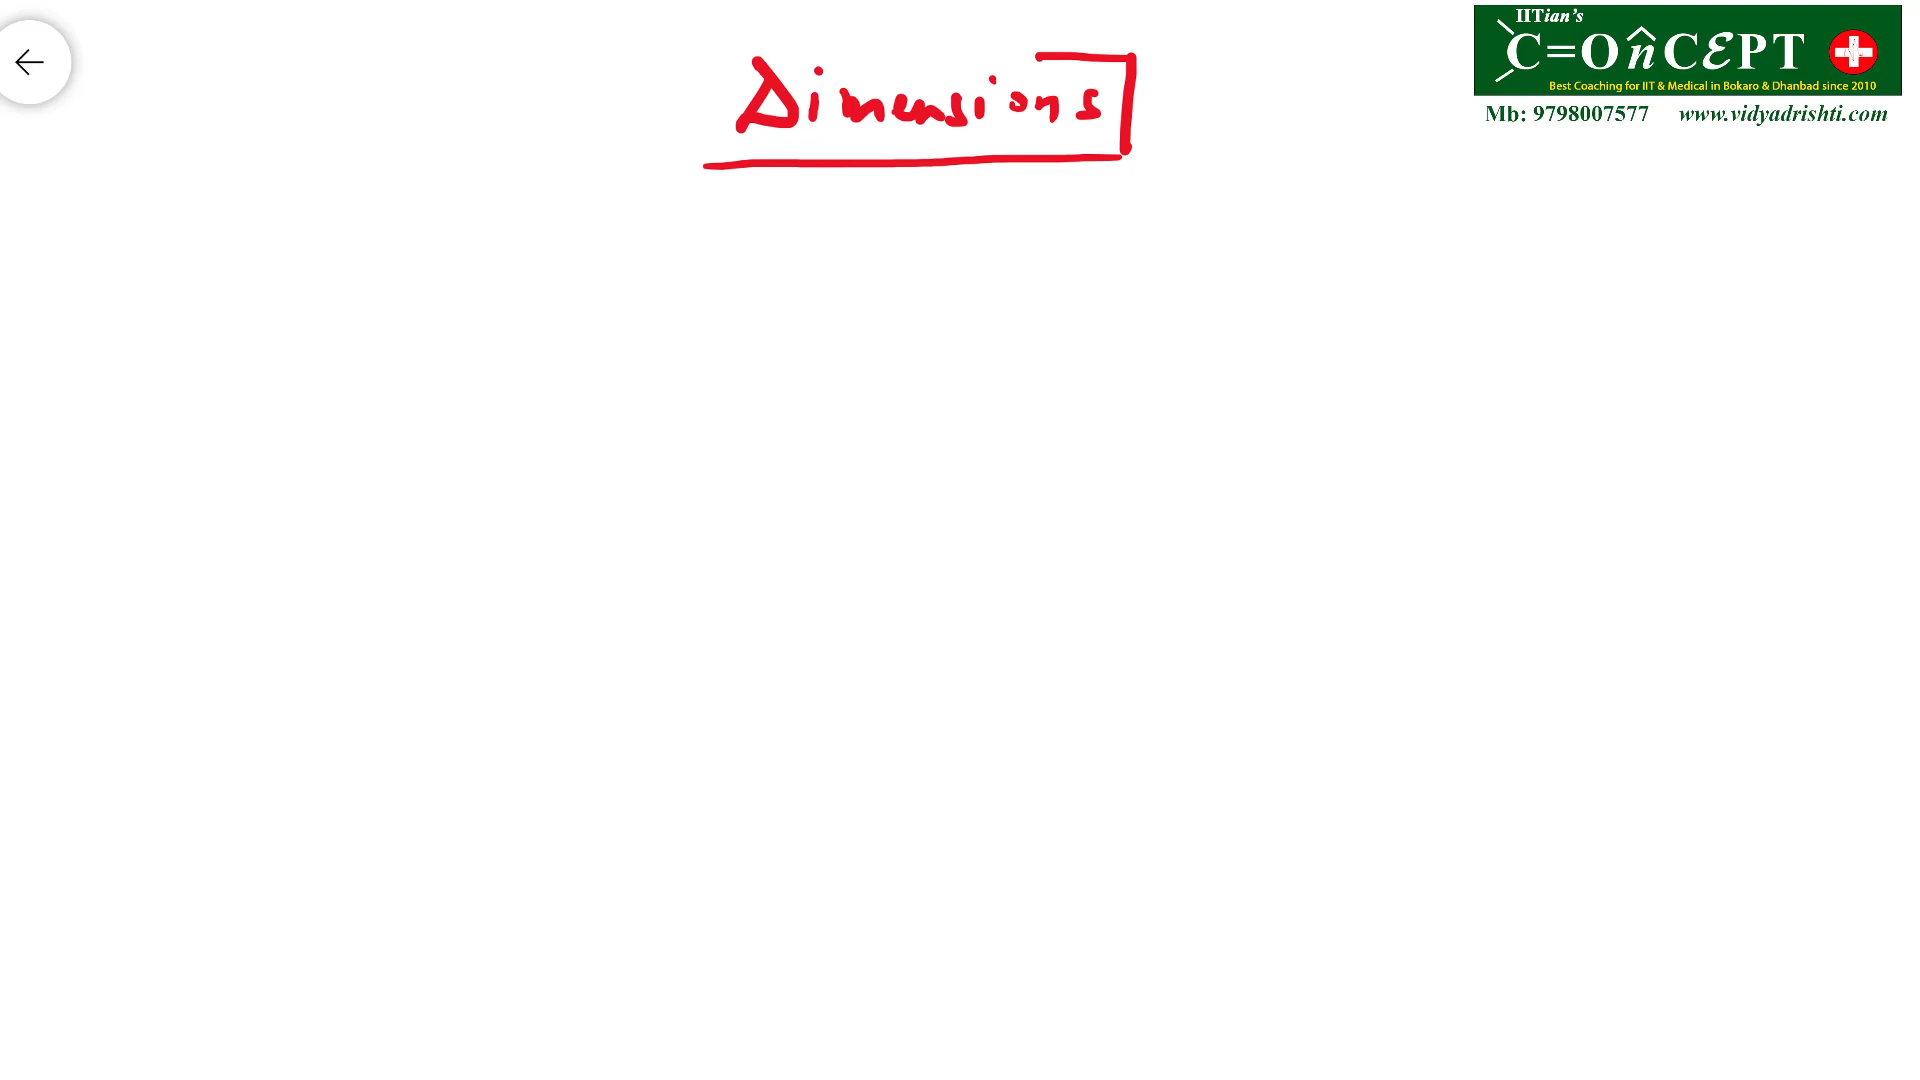 Dimensions
IITian's
C=OnCEPT
Best Coaching for IIT & Medical in Bokaro & Dhanbad since 2010
Mb: 9798007577 www.vidyadrishti.com